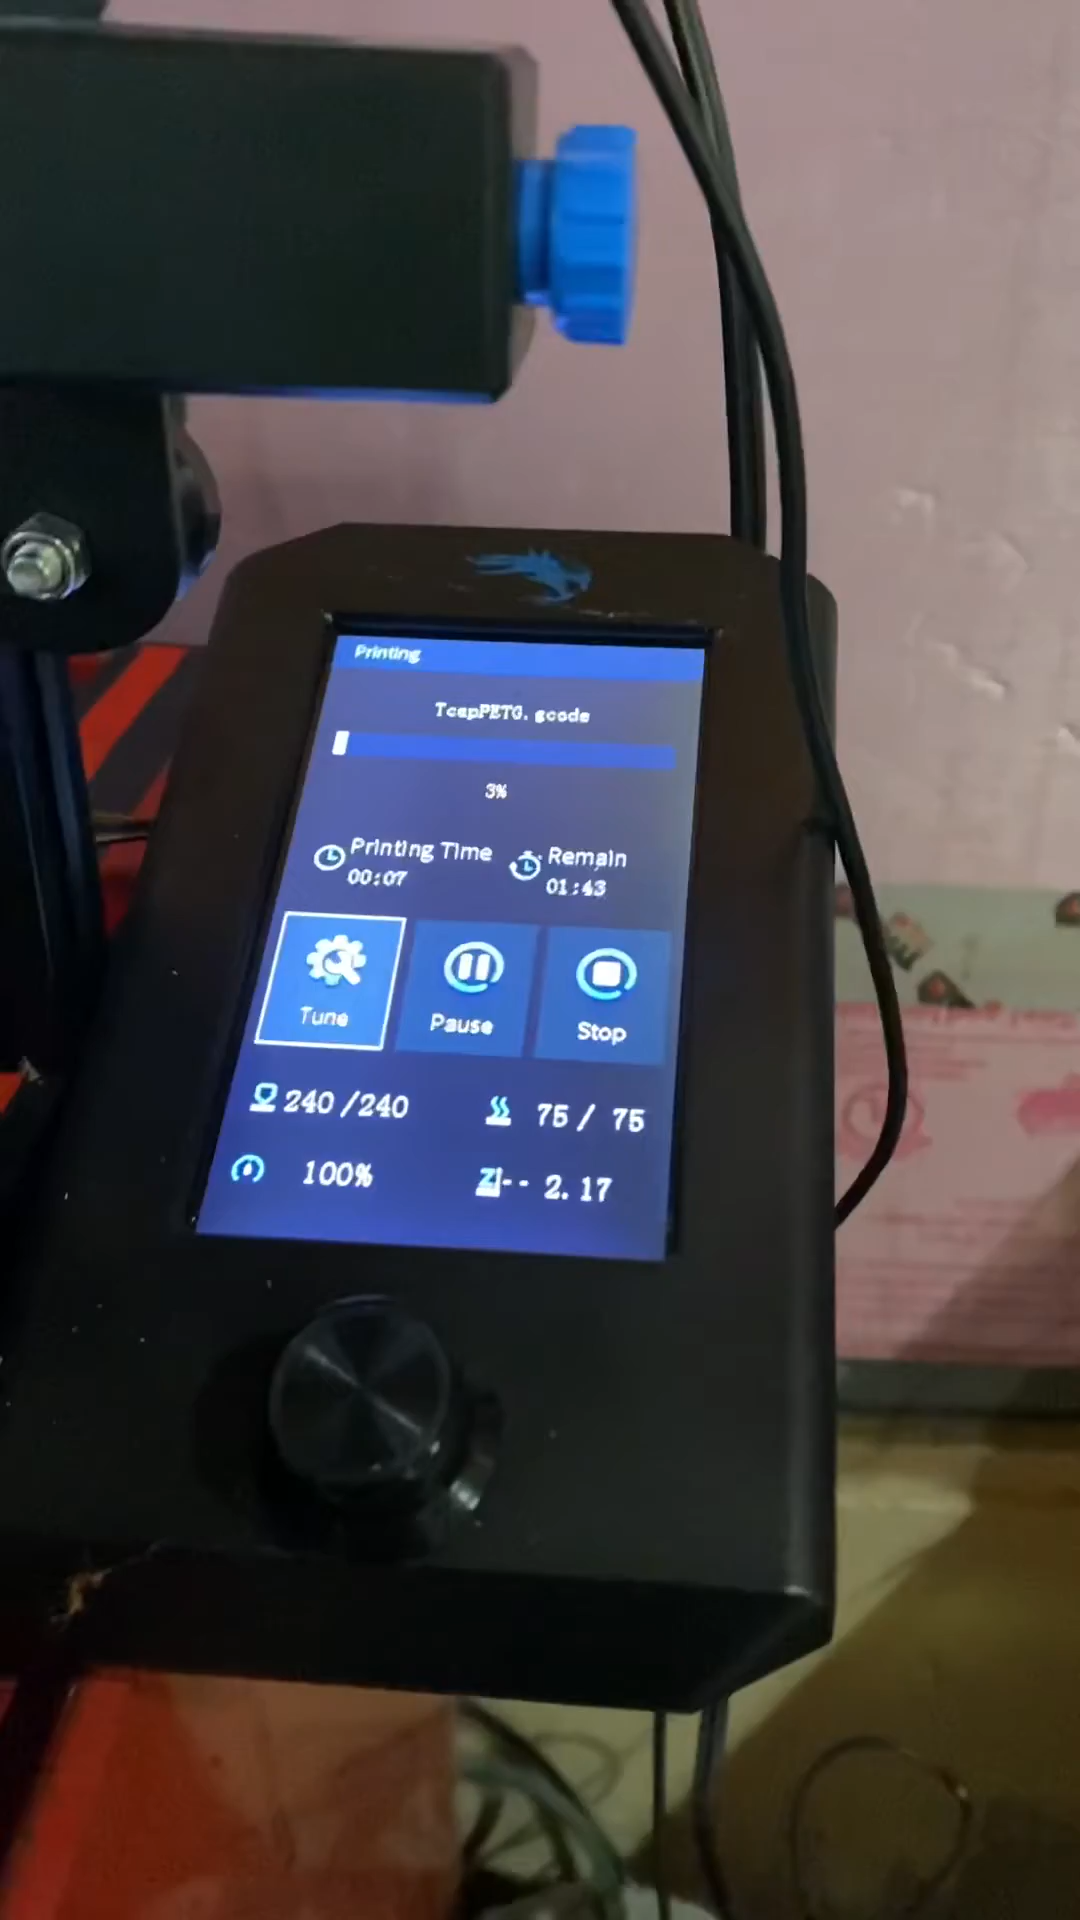 Printing
TcapPETG.gcode
3%
Printing Time
00:07
Remain
01:43
Tune
Pause
Stop
240 /240
75 / 75
100%
Z -- 2.17